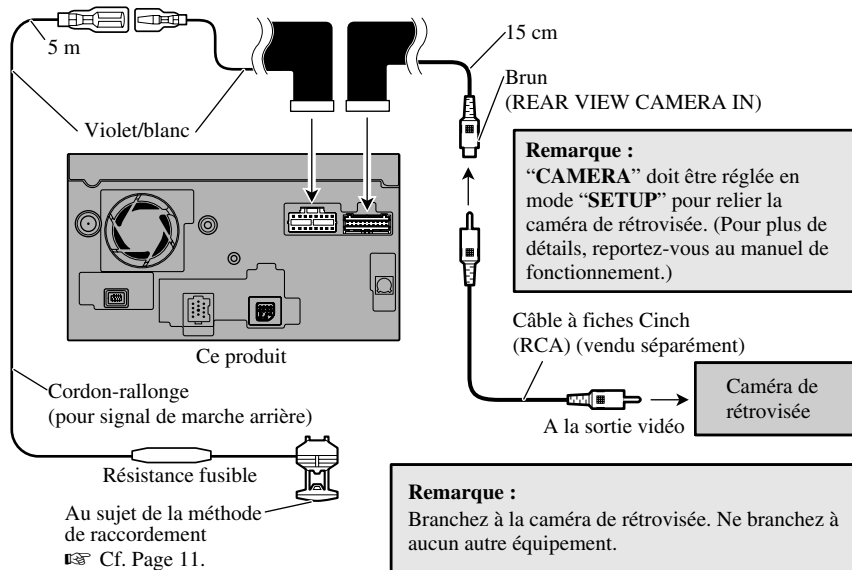 5 m
15 cm
Brun
(REAR VIEW CAMERA IN)
Violet/blanc
Remarque :
“CAMERA” doit être réglée en
mode “SETUP” pour relier la
caméra de rétrovisée. (Pour plus de
détails, reportez-vous au manuel de
fonctionnement.)
Ce produit
Câble à fiches Cinch
(RCA) (vendu séparément)
Cordon-rallonge
(pour signal de marche arrière)
Caméra de
rétrovisée
A la sortie vidéo
Résistance fusible
Au sujet de la méthode
de raccordement
☞ Cf. Page 11.
Remarque :
Branchez à la caméra de rétrovisée. Ne branchez à
aucun autre équipement.